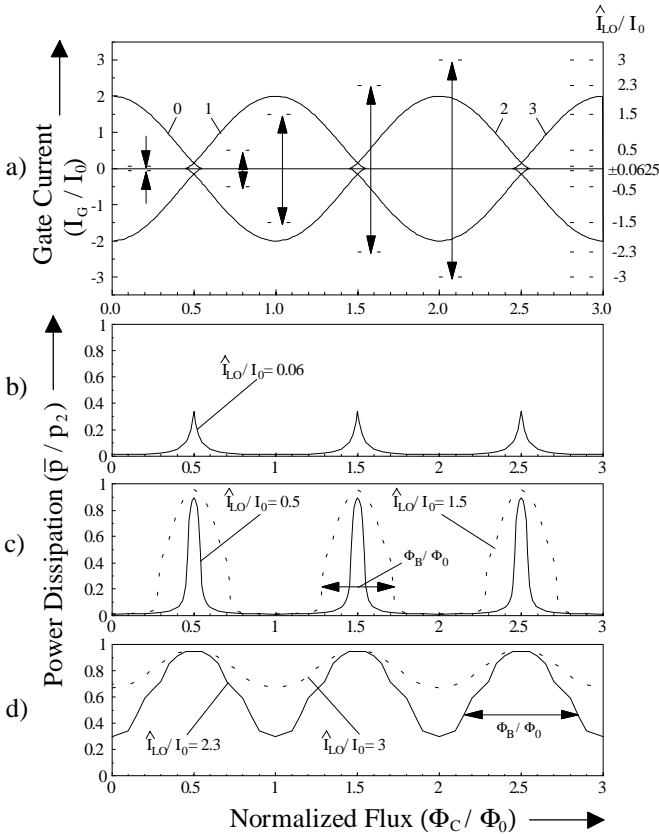 Î_LO / I_0
a)
Gate Current
(I_G / I_0)
3
2
1
0
-1
-2
-3
0 1 2 3
3
2.3
1.5
0.5
±0.0625
-0.5
-1.5
-2.3
-3
0.0 0.5 1.0 1.5 2.0 2.5 3.0
Power Dissipation (p̅ / p_2)
b)
1
0.8
0.6
0.4
0.2
0
Î_LO / I_0 = 0.06
0 0.5 1 1.5 2 2.5 3
c)
1
0.8
0.6
0.4
0.2
0
Î_LO / I_0 = 0.5
Î_LO / I_0 = 1.5
Φ_B / Φ_0
0 0.5 1 1.5 2 2.5 3
d)
1
0.8
0.6
0.4
0.2
0
Î_LO / I_0 = 2.3
Î_LO / I_0 = 3
Φ_B / Φ_0
0 0.5 1.0 1.5 2.0 2.5 3
Normalized Flux (Φ_C / Φ_0)